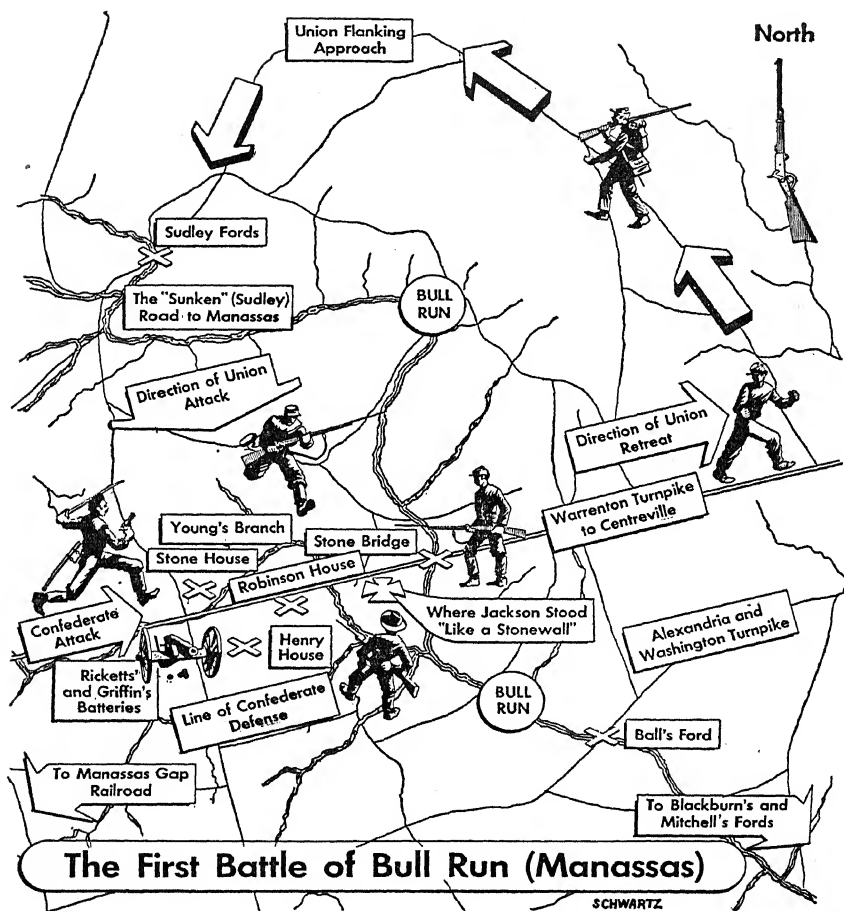 Union Flanking
Approach
North
Sudley Fords
The "Sunken" (Sudley)
Road to Manassas
BULL
RUN
Direction of Union
Attack
Direction of Union
Retreat
Warrenton Turnpike
to Centreville
Young's Branch
Stone Bridge
Stone House
Robinson House
Confederate
Attack
Where Jackson Stood
"Like a Stonewall"
Alexandria and
Washington Turnpike
Henry
House
Ricketts'
and Griffin's
Batteries
Line of Confederate
Defense
BULL
RUN
Ball's Ford
To Manassas Gap
Railroad
To Blackburn's and
Mitchell's Fords
The First Battle of Bull Run (Manassas)
SCHWARTZ